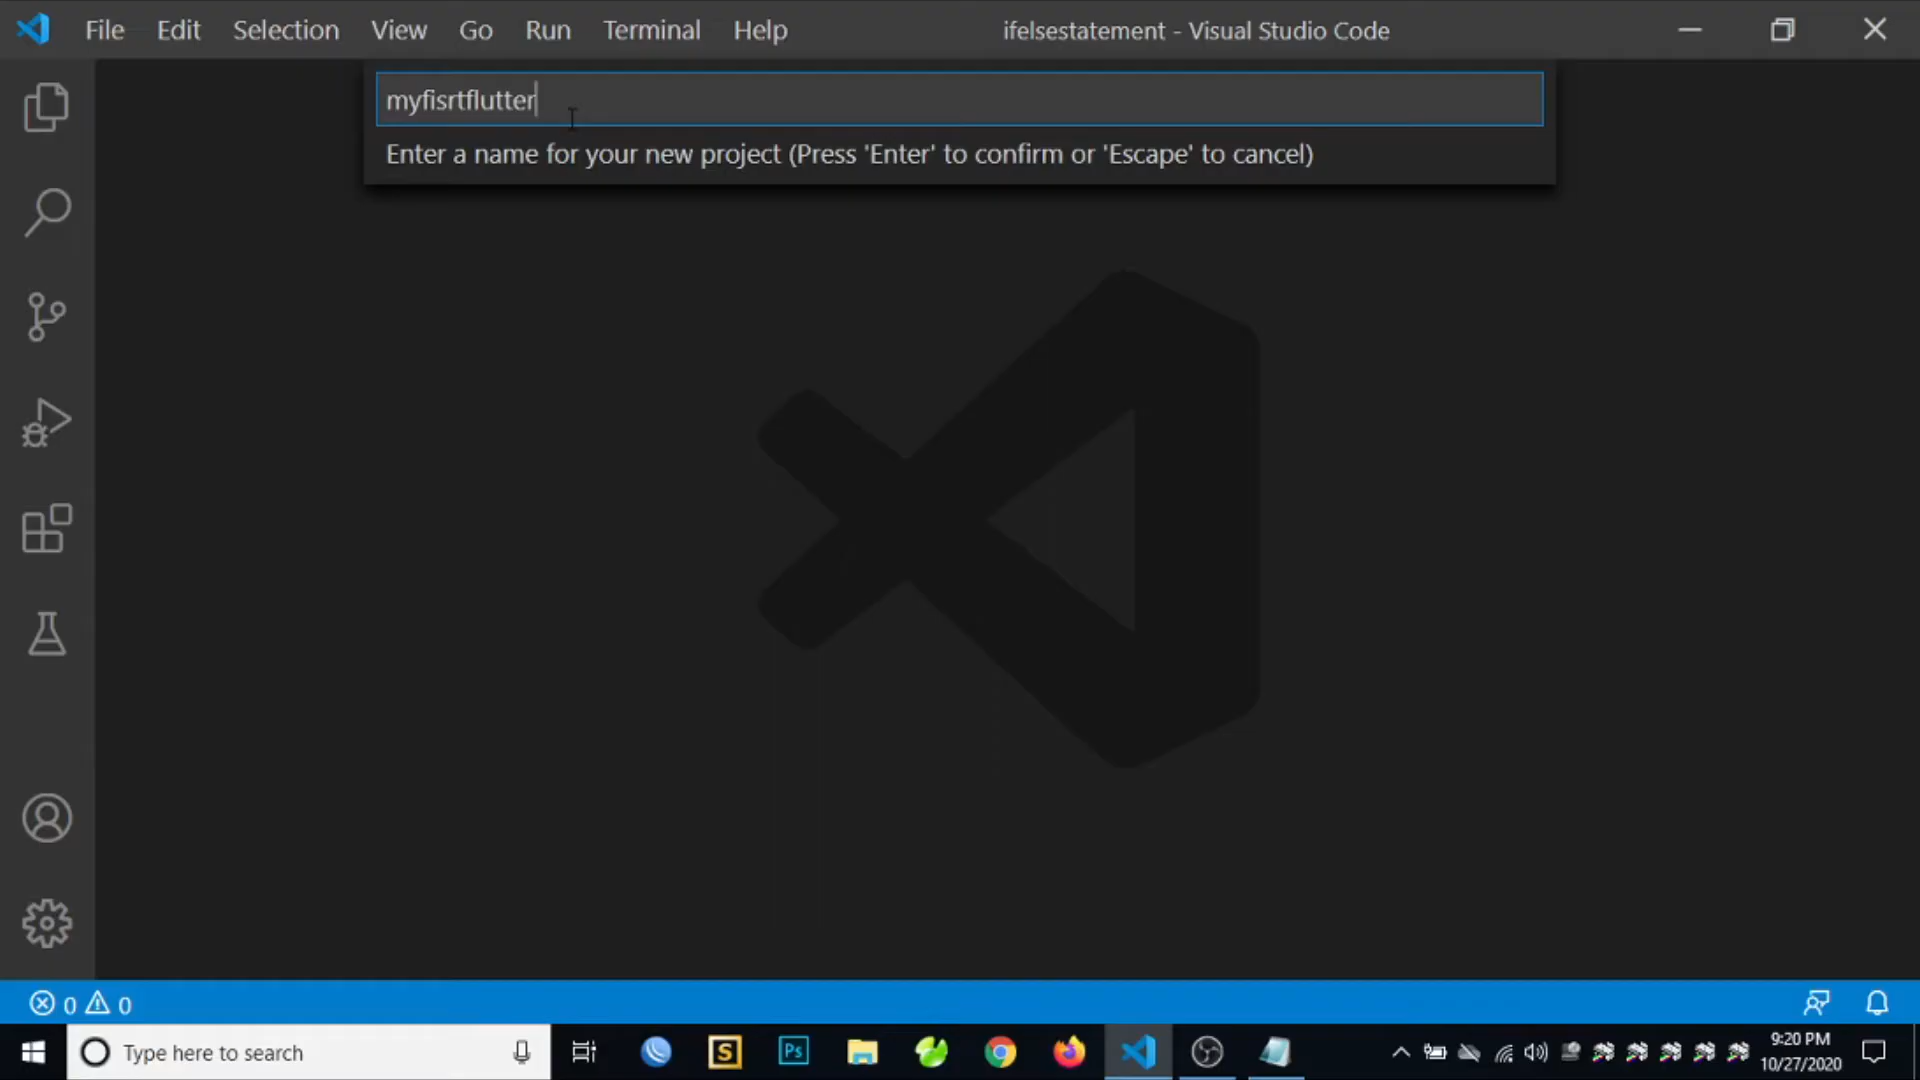 File Edit Selection View Go Run Terminal Help ifelsestatement - Visual Studio Code
myfisrtflutter
Enter a name for your new project (Press 'Enter' to confirm or 'Escape' to cancel)
0 0
Type here to search
S
Ps
9:20 PM
10/27/2020